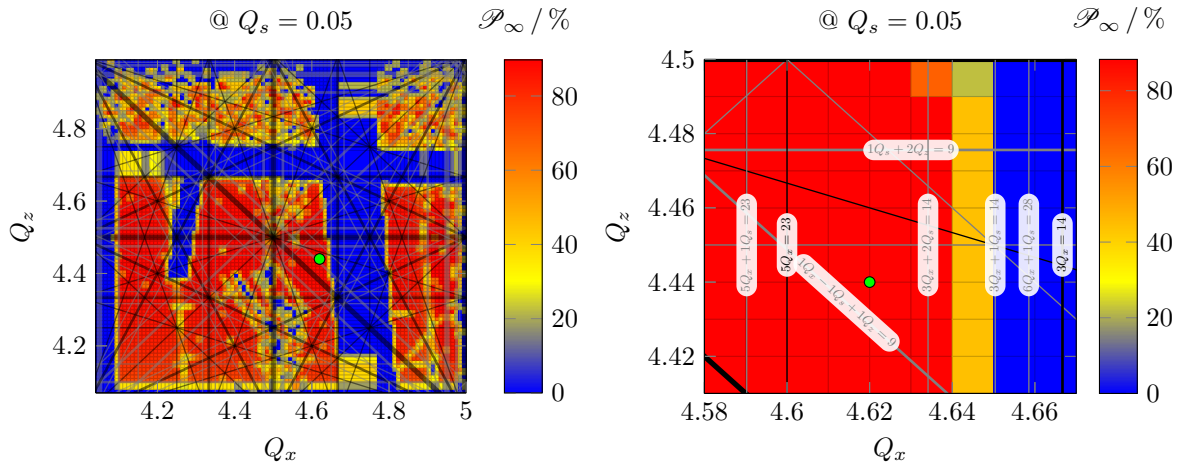 @ Q_s = 0.05
𝒫_∞ / %
4.8
4.6
4.4
4.2
Q_z
4.2
4.4
4.6
4.8
5
Q_x
80
60
40
20
0
@ Q_s = 0.05
𝒫_∞ / %
4.5
4.48
4.46
4.44
4.42
Q_z
4.58
4.6
4.62
4.64
4.66
Q_x
1Q_s + 2Q_z = 9
5Q_x + 1Q_s = 23
5Q_x = 23
1Q_x − 1Q_s + 1Q_z = 9
3Q_x + 2Q_s = 14
3Q_x + 1Q_s = 14
6Q_x + 1Q_s = 28
3Q_x = 14
80
60
40
20
0